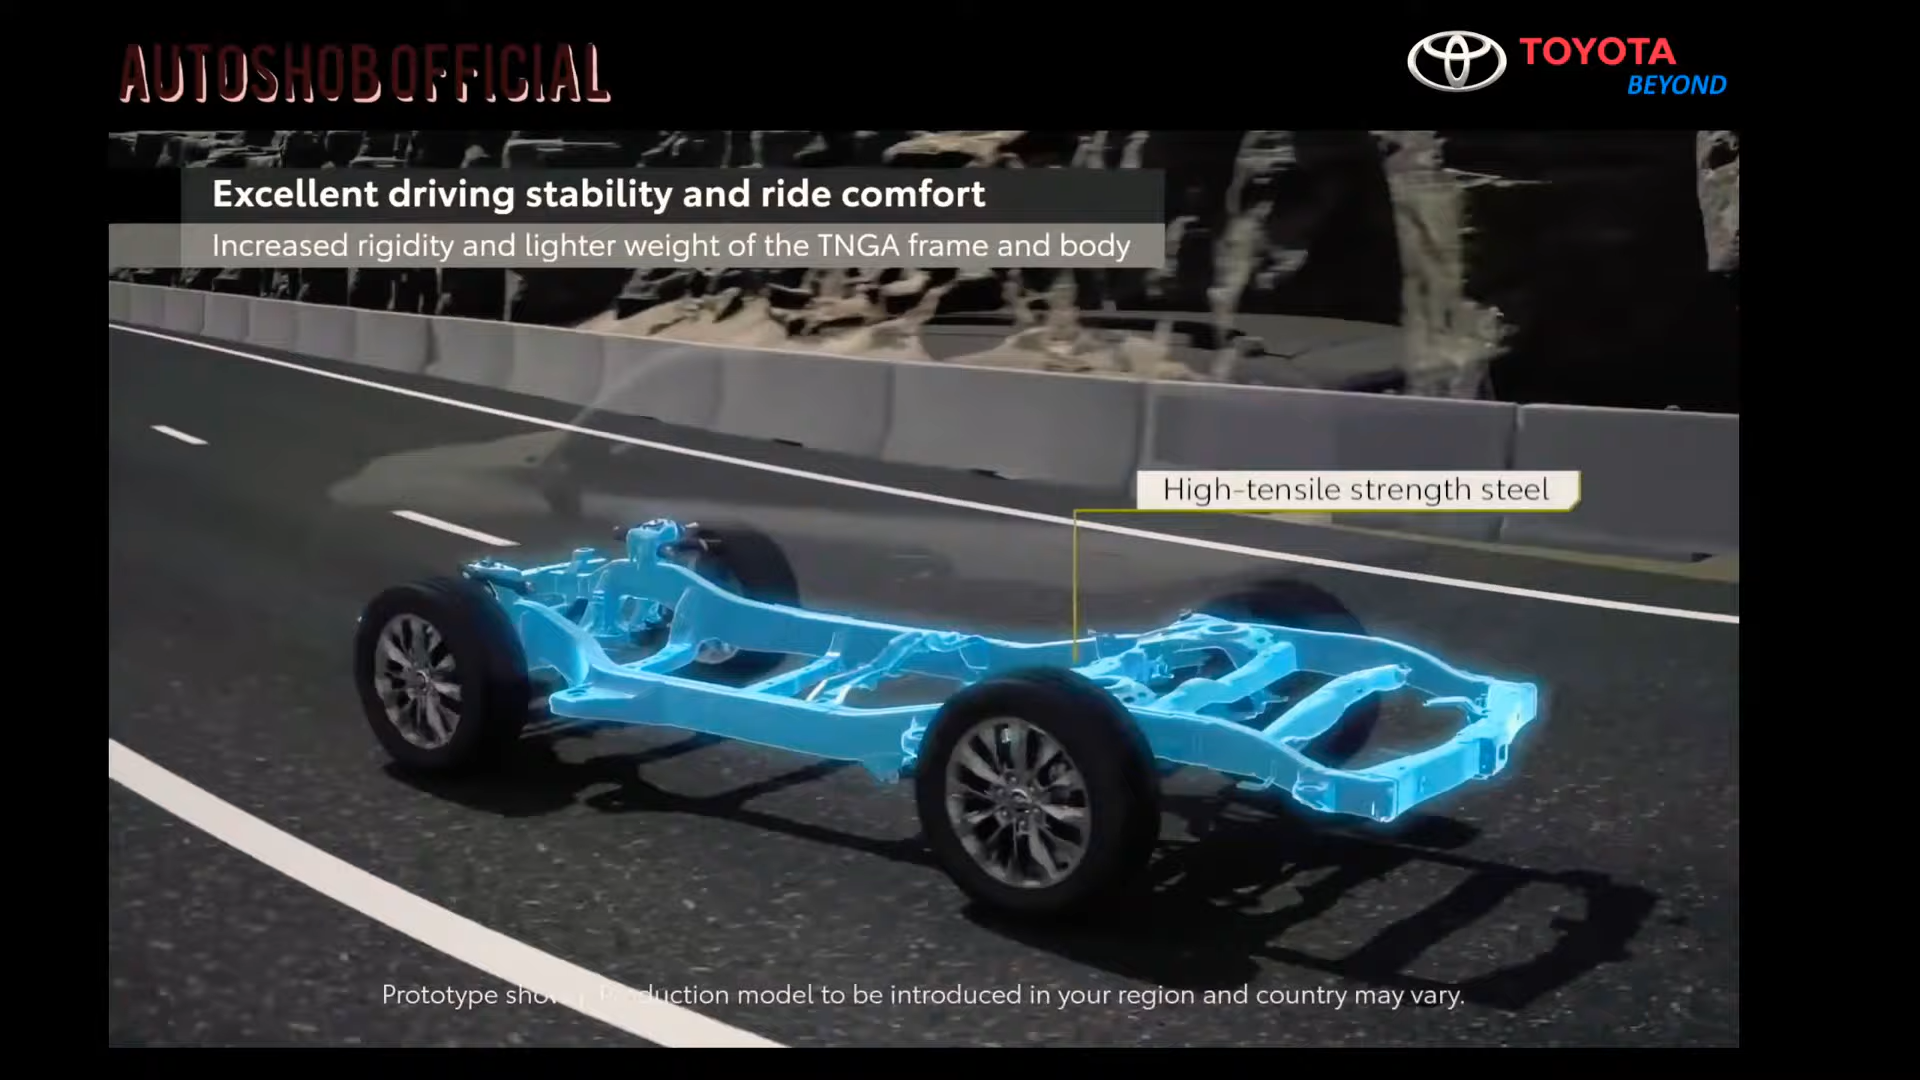 AUTOSHOB OFFICIAL
TOYOTA
BEYOND
Excellent driving stability and ride comfort
Increased rigidity and lighter weight of the TNGA frame and body
High-tensile strength steel
Prototype model to be introduced in your region and country may vary.